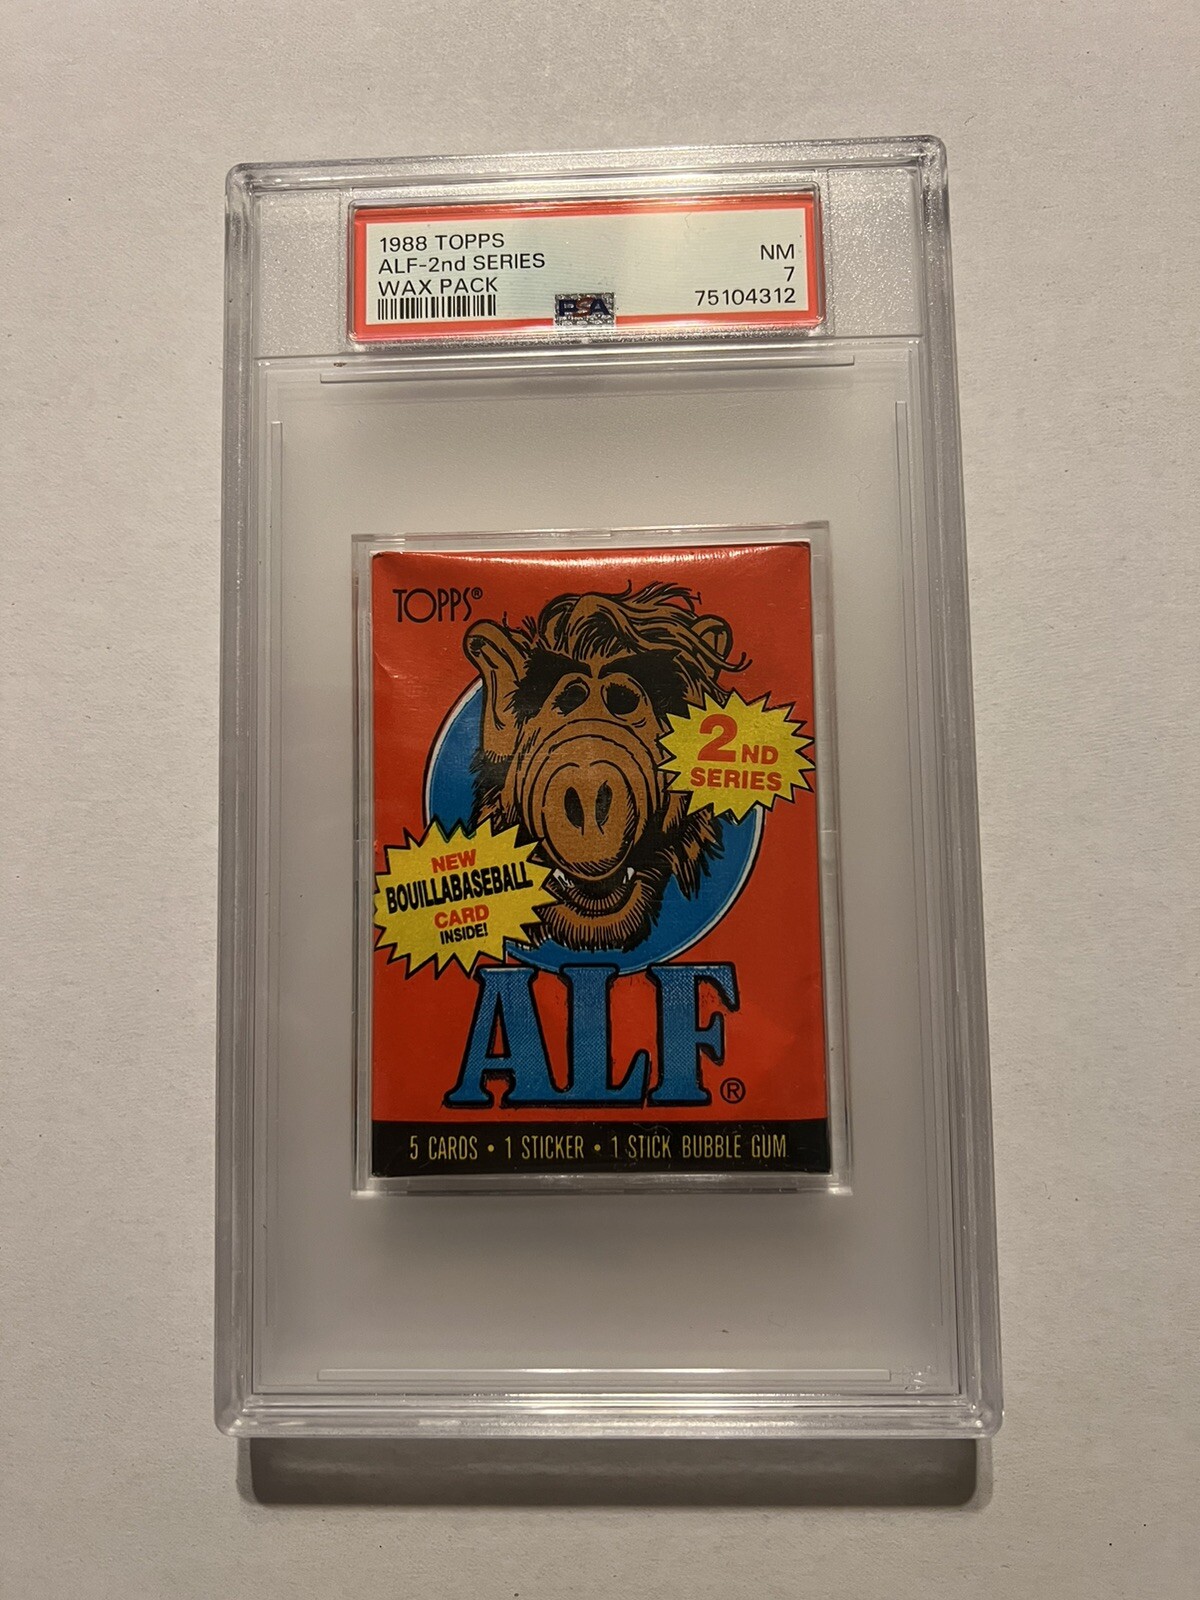 1988 TOPPS
ALF-2nd SERIES
WAX PACK
NM
7
75104312
PSA
TOPPS®
2ND
SERIES
NEW
BOUILLABASEBALL
CARD
INSIDE!
ALF®
5 CARDS • 1 STICKER • 1 STICK BUBBLE GUM